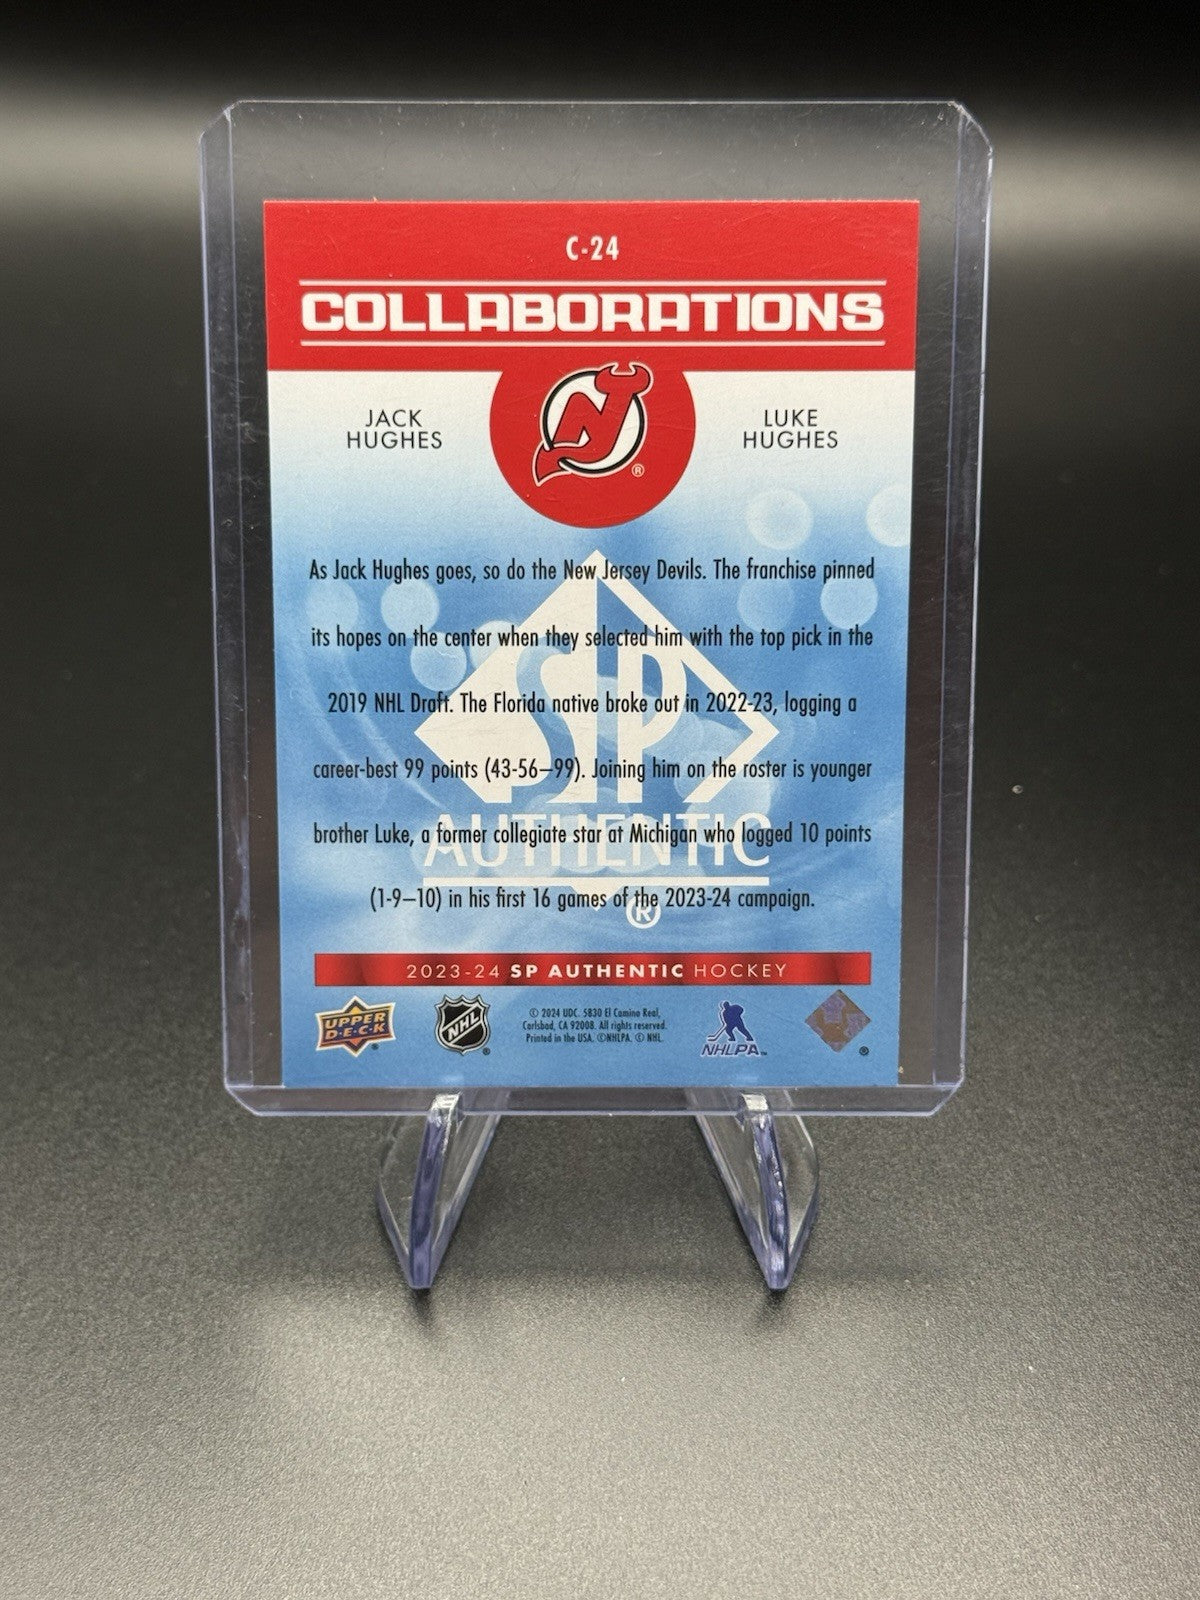 C-24
COLLABORATIONS
JACK
HUGHES
LUKE
HUGHES
®
As Jack Hughes goes, so do the New Jersey Devils. The franchise pinned
its hopes on the center when they selected him with the top pick in the
2019 NHL Draft. The Florida native broke out in 2022-23, logging a
career-best 99 points (43-56—99). Joining him on the roster is younger
brother Luke, a former collegiate star at Michigan who logged 10 points
(1-9—10) in his first 16 games of the 2023-24 campaign.
SP
AUTHENTIC
®
2023-24 SP AUTHENTIC HOCKEY
UPPER
D·E·C·K
®
NHL
®
© 2024 UDC. 5830 El Camino Real,
Carlsbad, CA 92008. All rights reserved.
Printed in the USA. ©NHLPA. © NHL.
NHLPA™
®